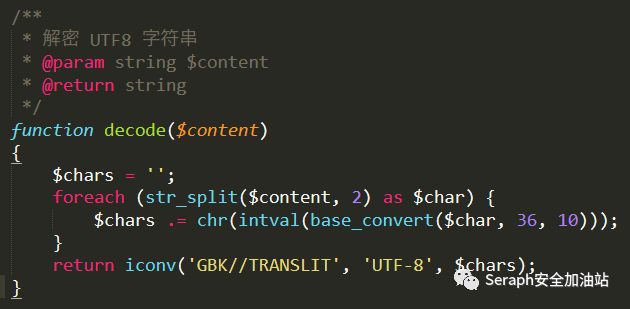 /**
 * 解密 UTF8 字符串
 * @param string $content
 * @return string
 */
function decode($content)
{
    $chars = '';
    foreach (str_split($content, 2) as $char) {
        $chars .= chr(intval(base_convert($char, 36, 10)));
    }
    return iconv('GBK//TRANSLIT', 'UTF-8', $chars);
}
Seraph安全加油站